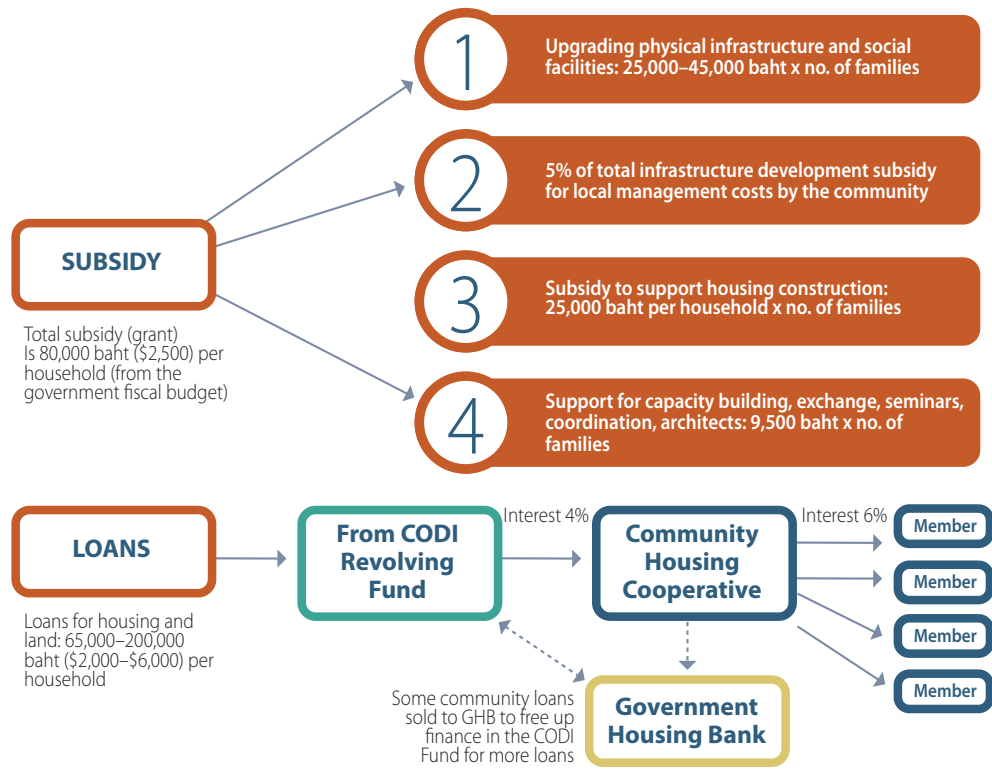 1
Upgrading physical infrastructure and social
facilities: 25,000–45,000 baht x no. of families
2
5% of total infrastructure development subsidy
for local management costs by the community
SUBSIDY
Total subsidy (grant)
Is 80,000 baht ($2,500) per
household (from the
government fiscal budget)
3
Subsidy to support housing construction:
25,000 baht per household x no. of families
4
Support for capacity building, exchange, seminars,
coordination, architects: 9,500 baht x no. of
families
LOANS
Loans for housing and
land: 65,000–200,000
baht ($2,000–$6,000) per
household
From CODI
Revolving
Fund
Interest 4%
Community
Housing
Cooperative
Interest 6%
Member
Member
Member
Member
Some community loans
sold to GHB to free up
finance in the CODI
Fund for more loans
Government
Housing Bank